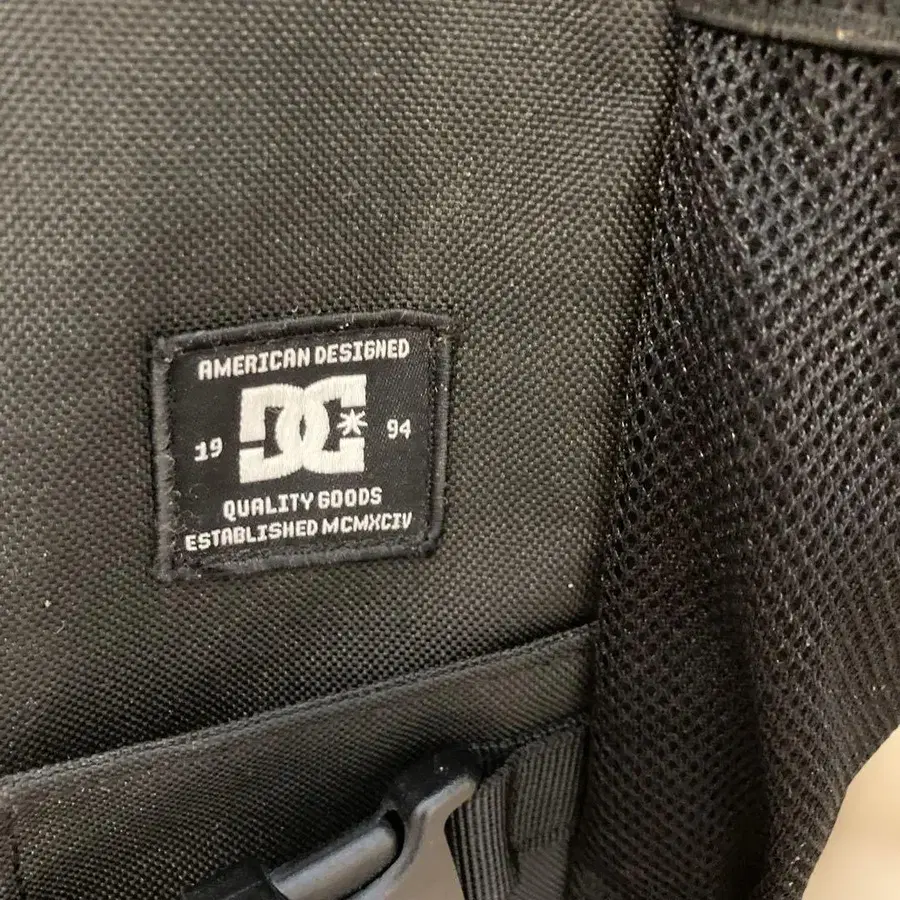 AMERICAN DESIGNED
DC
19 94
QUALITY GOODS
ESTABLISHED MCMXCIV